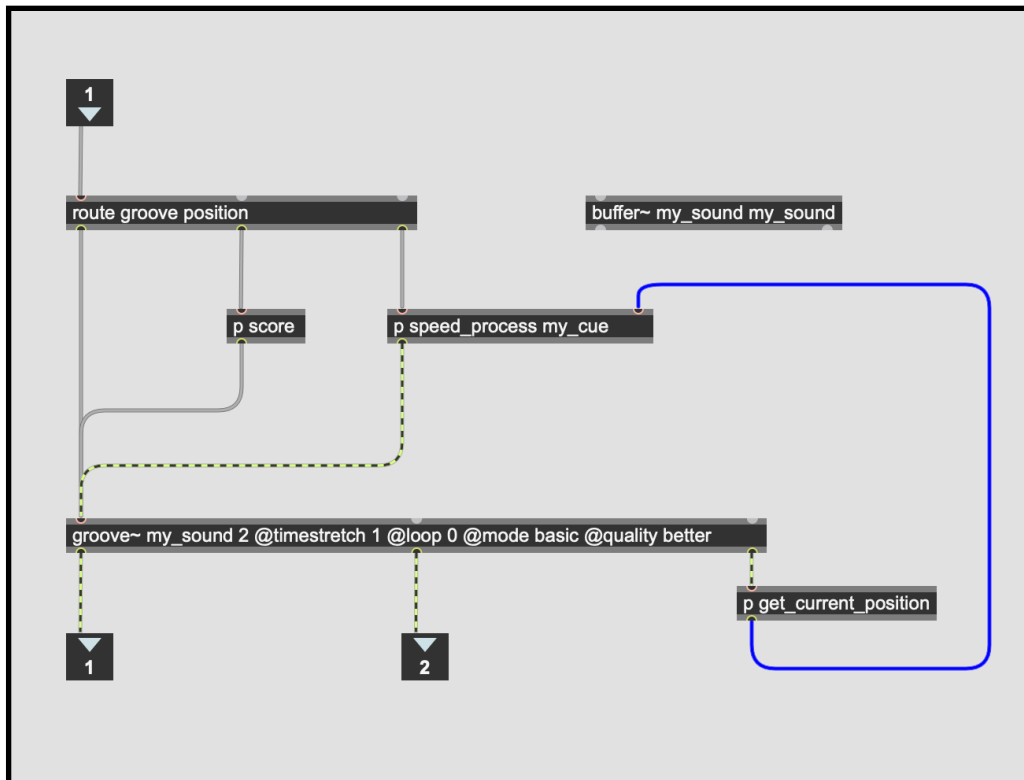 1
route groove position
buffer~ my_sound my_sound
p score
p speed_process my_cue
groove~ my_sound 2 @timestretch 1 @loop 0 @mode basic @quality better
p get_current_position
1
2